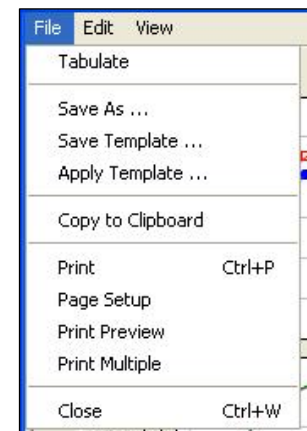 File Edit View
Tabulate
Save As ...
Save Template ...
Apply Template ...
Copy to Clipboard
Print Ctrl+P
Page Setup
Print Preview
Print Multiple
Close Ctrl+W